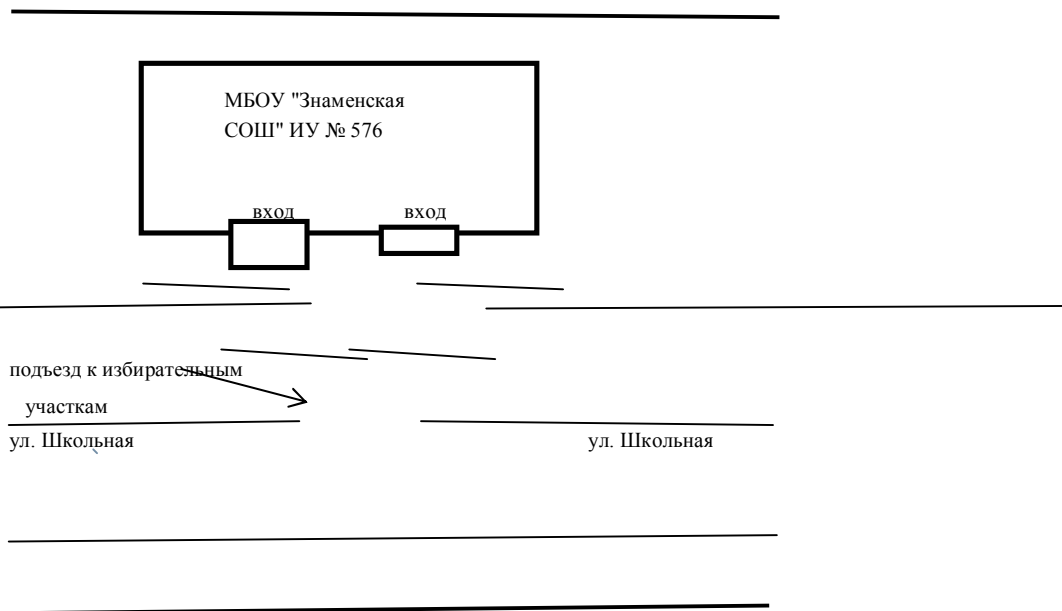 МБОУ "Знаменская
СОШ" ИУ № 576
вход вход
подъезд к избирательным
участкам
ул. Школьная ул. Школьная